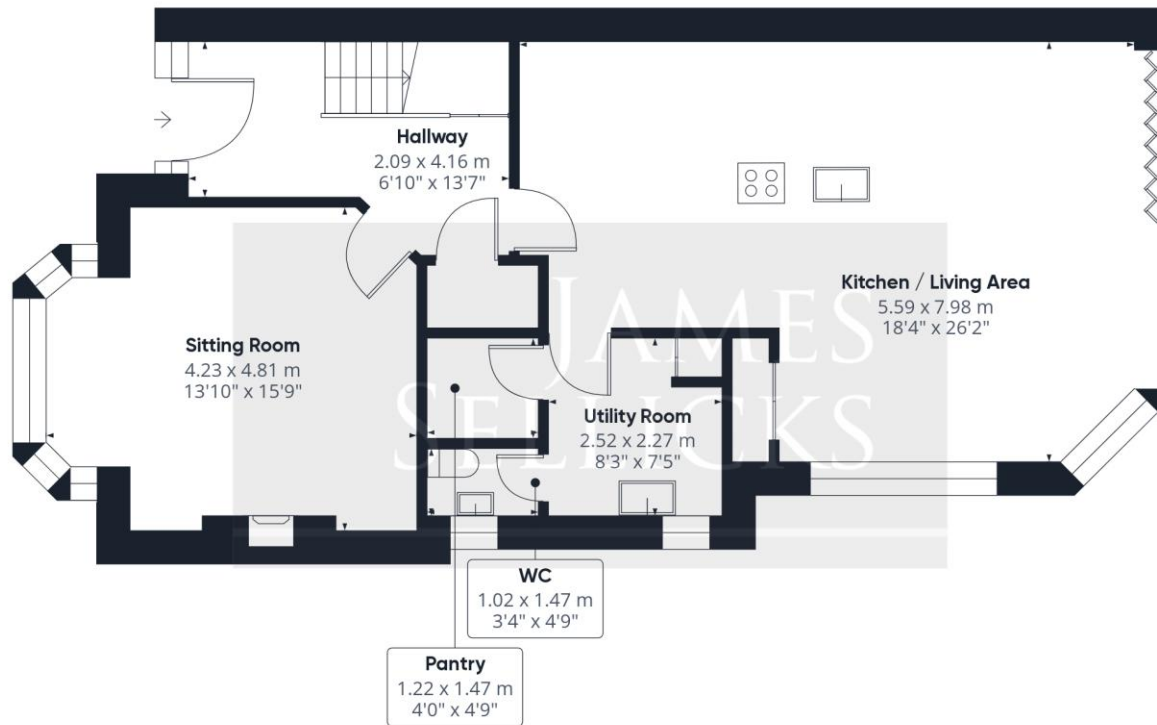 Hallway
2.09 x 4.16 m
6'10" x 13'7"
Kitchen / Living Area
5.59 x 7.98 m
18'4" x 26'2"
Sitting Room
4.23 x 4.81 m
13'10" x 15'9"
JAMES
SELLICKS
Utility Room
2.52 x 2.27 m
8'3" x 7'5"
WC
1.02 x 1.47 m
3'4" x 4'9"
Pantry
1.22 x 1.47 m
4'0" x 4'9"